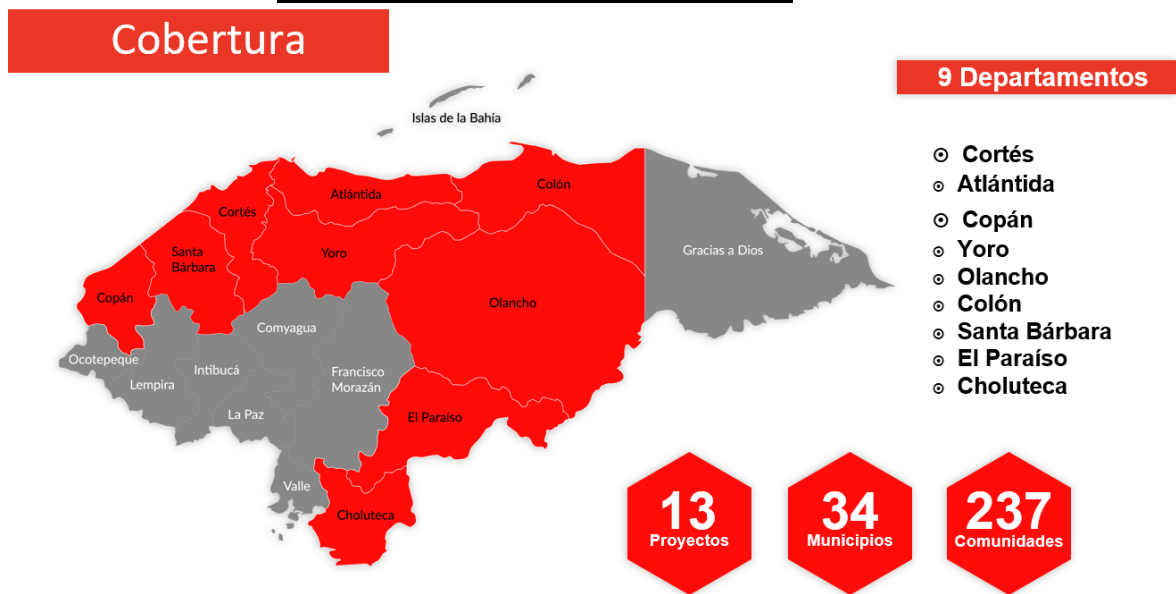 Cobertura
9 Departamentos
Islas de la Bahía
Atlántida
Colón
Cortés
Santa
Bárbara
Yoro
Gracias a Dios
Copán
Olancho
Comyagua
Ocotepeque
Intibucá
Lempira
Francisco
Morazán
La Paz
El Paraíso
Valle
Choluteca
Cortés
Atlántida
Copán
Yoro
Olancho
Colón
Santa Bárbara
El Paraíso
Choluteca
13
Proyectos
34
Municipios
237
Comunidades